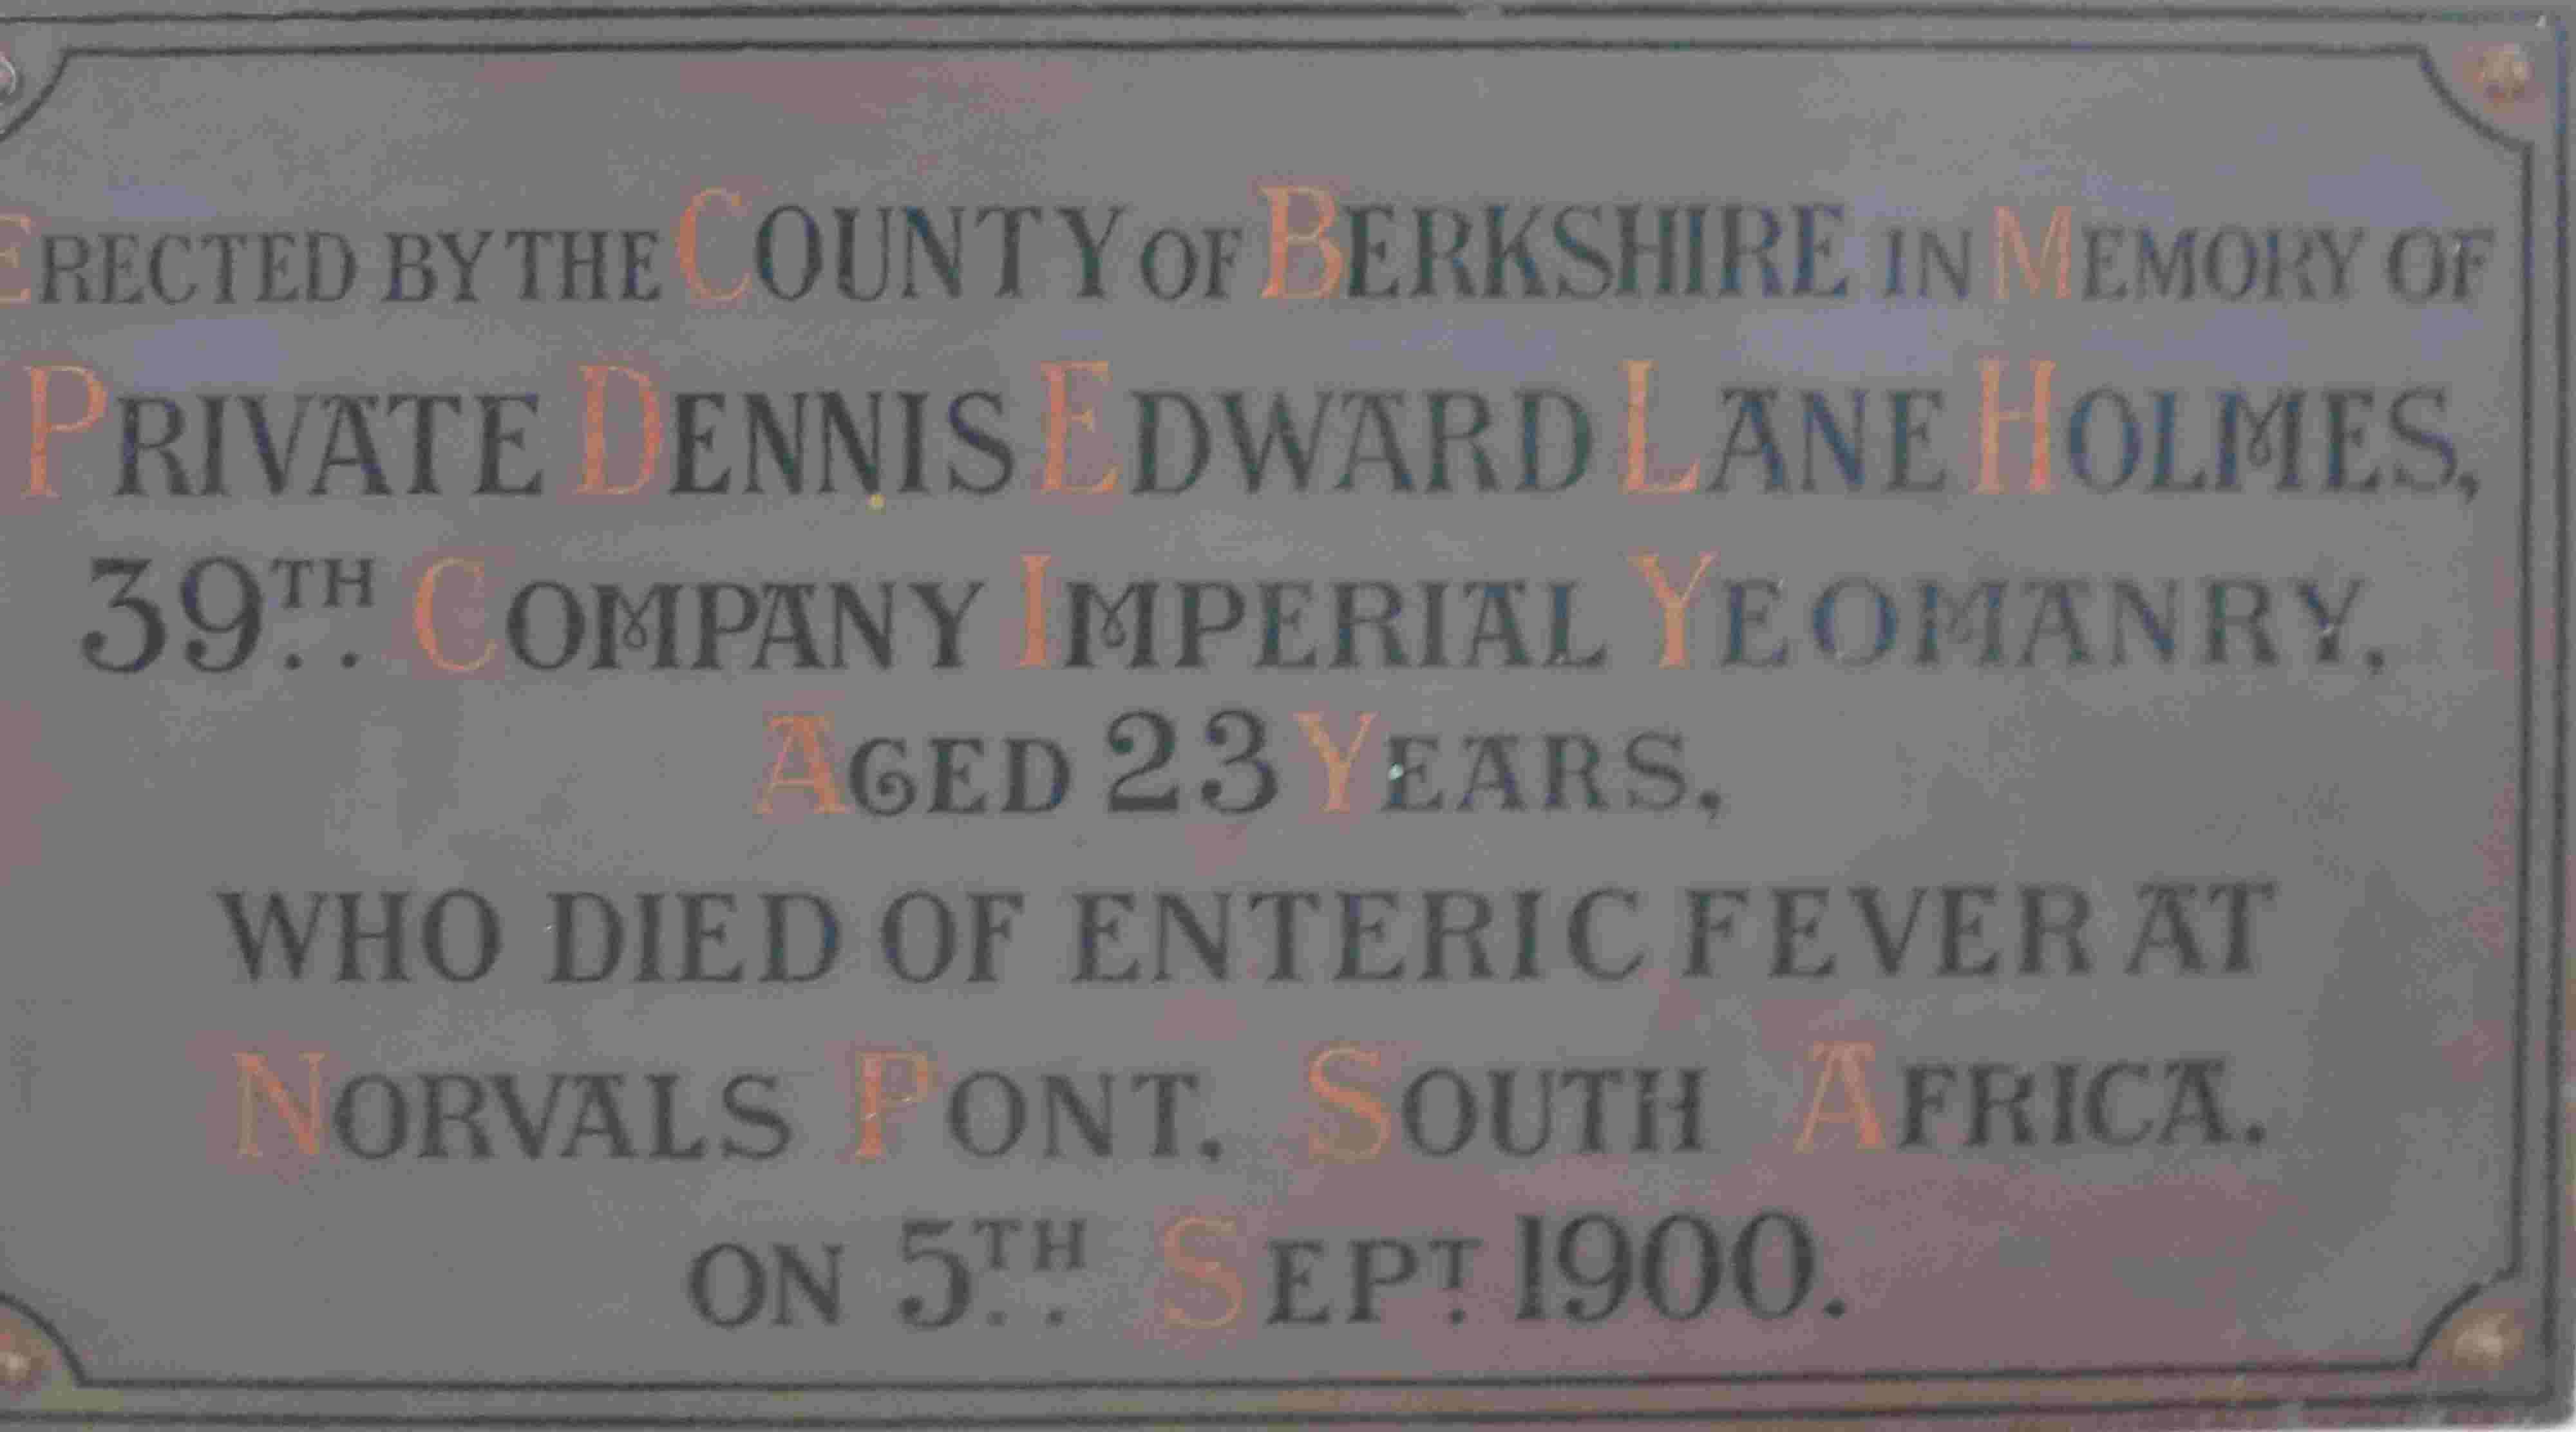 ERECTED BY THE COUNTY OF BERKSHIRE IN MEMORY OF
PRIVATE DENNIS EDWARD LANE HOLMES,
39TH COMPANY IMPERIAL YEOMANRY,
AGED 23 YEARS,
WHO DIED OF ENTERIC FEVER AT
NORVALS PONT, SOUTH AFRICA.
ON 5TH SEPT 1900.